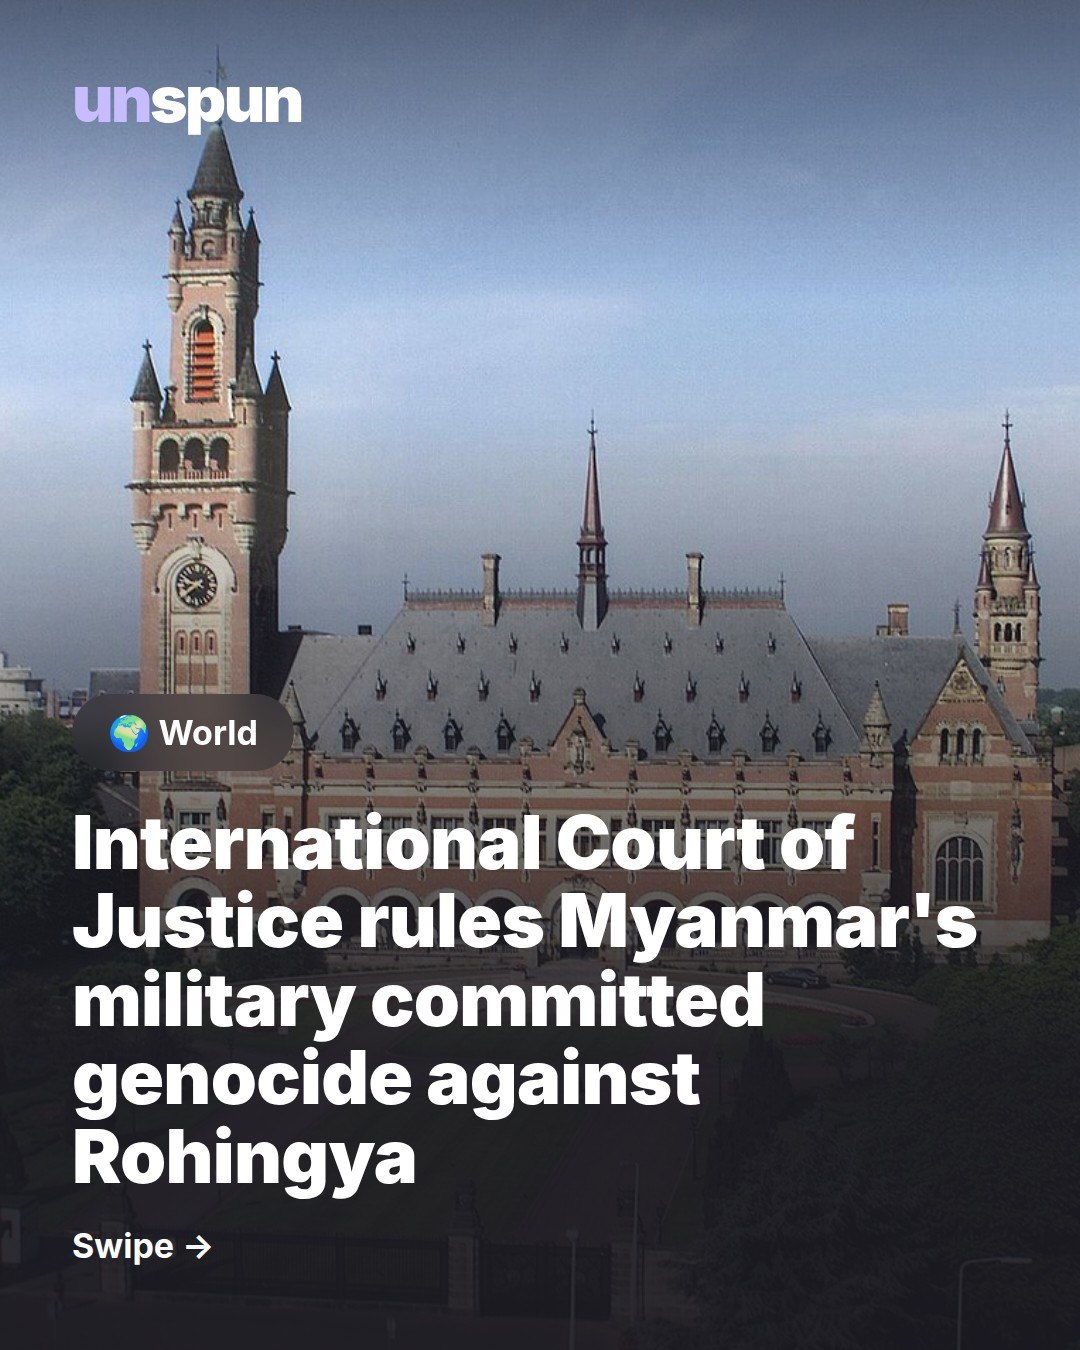 unspun
🌍 World
International Court of
Justice rules Myanmar's
military committed
genocide against
Rohingya
Swipe →